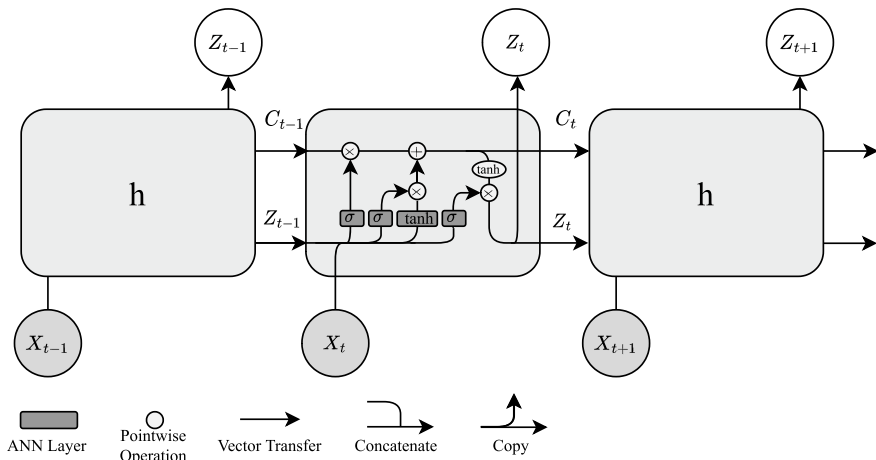 Z_{t−1} Z_t Z_{t+1}
C_{t−1} C_t
× +
tanh
h h
× ×
Z_{t−1} σ σ tanh σ Z_t
X_{t−1} X_t X_{t+1}
ANN Layer
Pointwise
Operation
Vector Transfer
Concatenate
Copy